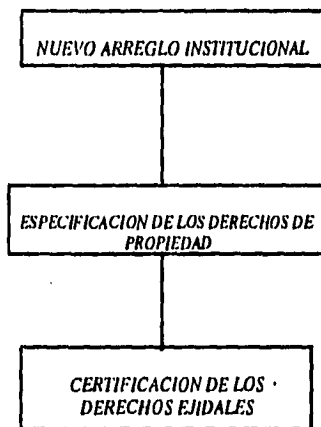 NUEVO ARREGLO INSTITUCIONAL
ESPECIFICACION DE LOS DERECHOS DE
PROPIEDAD
CERTIFICACION DE LOS
DERECHOS EJIDALES